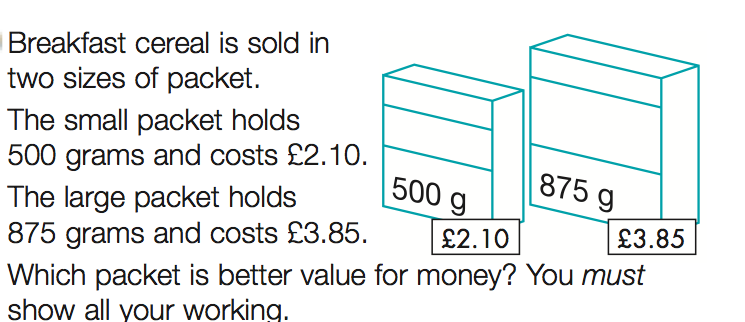 Breakfast cereal is sold in
two sizes of packet.
The small packet holds
500 grams and costs £2.10.
The large packet holds
875 grams and costs £3.85.
500 g
£2.10
875 g
£3.85
Which packet is better value for money? You must
show all your working.